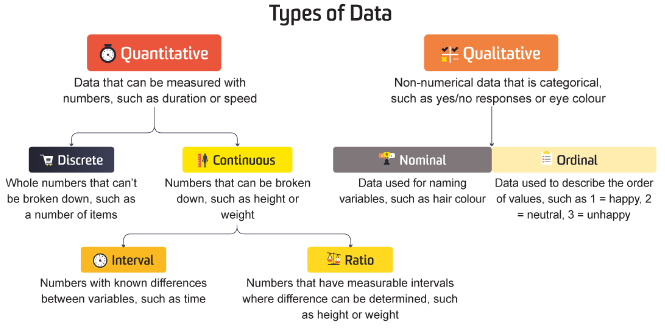 Types of Data
Quantitative
Data that can be measured with
numbers, such as duration or speed
Qualitative
Non-numerical data that is categorical,
such as yes/no responses or eye colour
Discrete
Whole numbers that can't
be broken down, such as
a number of items
Continuous
Numbers that can be broken
down, such as height or
weight
Nominal
Data used for naming
variables, such as hair colour
Ordinal
Data used to describe the order
of values, such as 1 = happy, 2
= neutral, 3 = unhappy
Interval
Numbers with known differences
between variables, such as time
Ratio
Numbers that have measurable intervals
where difference can be determined, such
as height or weight